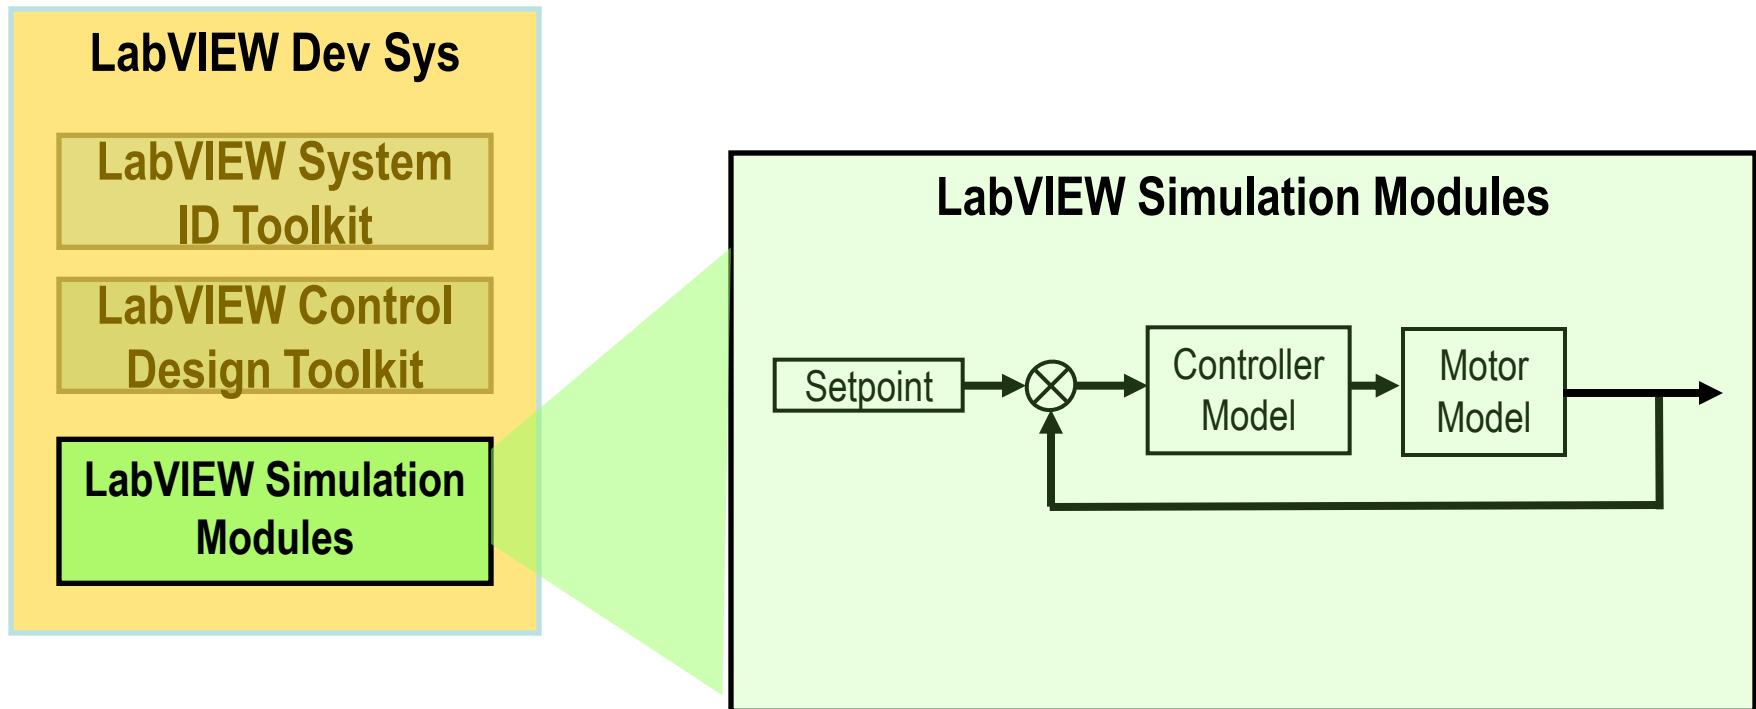 LabVIEW Dev Sys
LabVIEW System
ID Toolkit
LabVIEW Control
Design Toolkit
LabVIEW Simulation
Modules
LabVIEW Simulation Modules
Setpoint
Controller
Model
Motor
Model